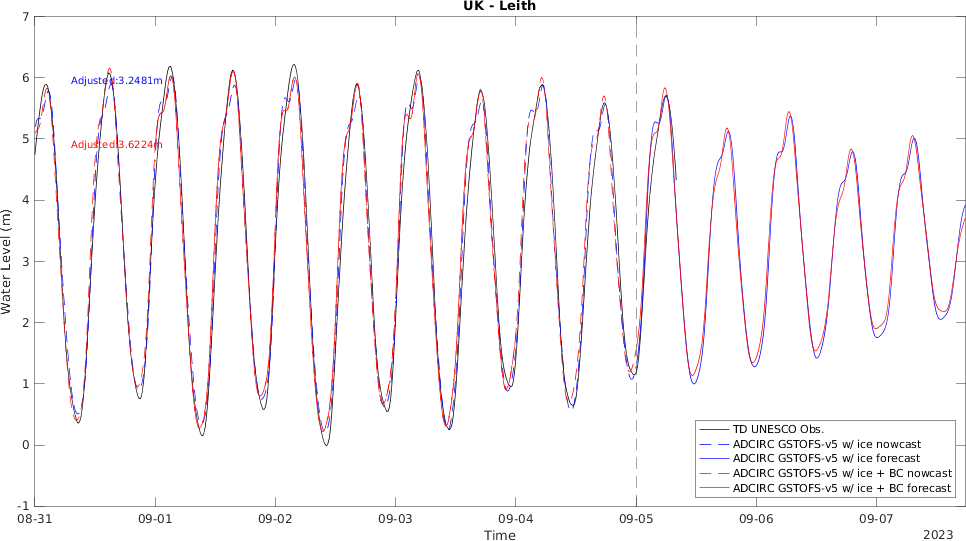 UK - Leith
7
6
5
4
3
2
1
0
-1
Water Level (m)
Adjusted:3.2481m
Adjusted:3.6224m
TD UNESCO Obs.
ADCIRC GSTOFS-v5 w/ ice nowcast
ADCIRC GSTOFS-v5 w/ ice forecast
ADCIRC GSTOFS-v5 w/ ice + BC nowcast
ADCIRC GSTOFS-v5 w/ ice + BC forecast
08-31 09-01 09-02 09-03 09-04 09-05 09-06 09-07
Time
2023